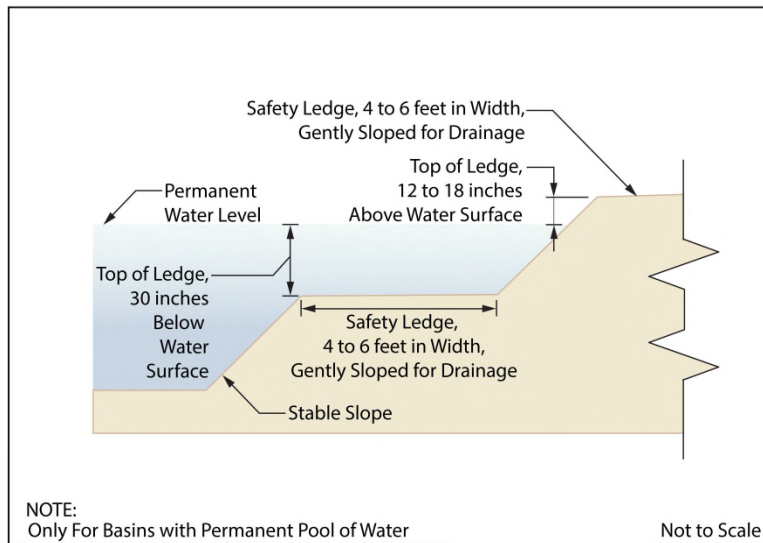 Safety Ledge, 4 to 6 feet in Width,
Gently Sloped for Drainage
Top of Ledge,
12 to 18 inches
Above Water Surface
Permanent
Water Level
Top of Ledge,
30 inches
Below
Water
Surface
Safety Ledge,
4 to 6 feet in Width,
Gently Sloped for Drainage
Stable Slope
NOTE:
Only For Basins with Permanent Pool of Water
Not to Scale